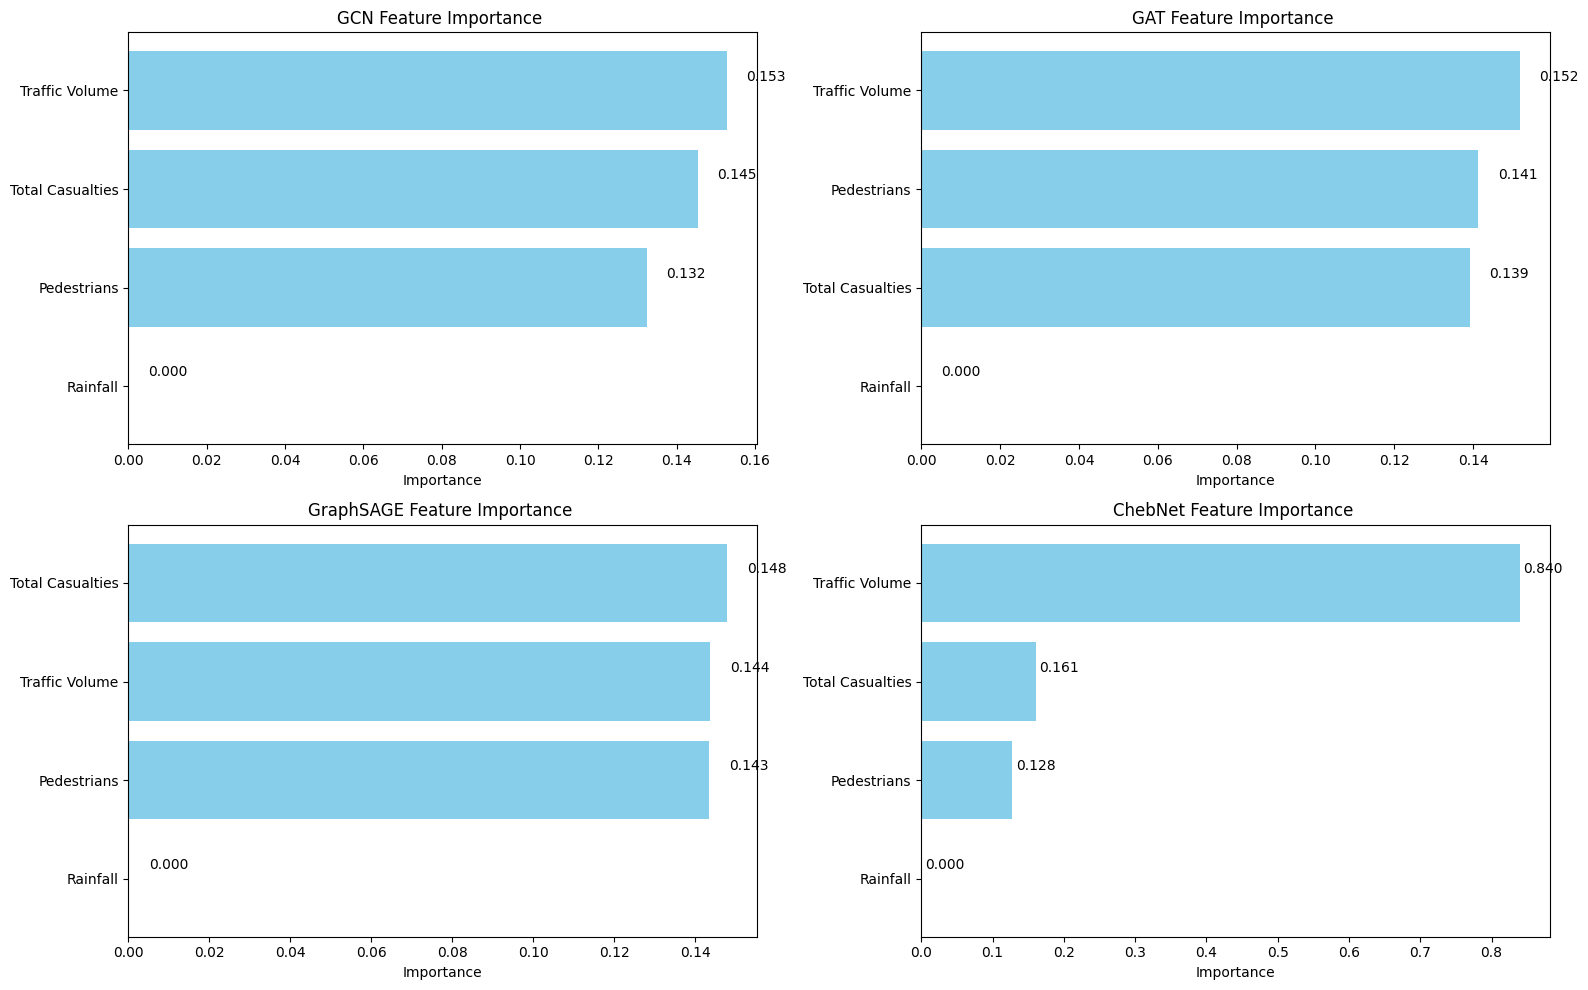 GCN Feature Importance
Traffic Volume
0.153
Total Casualties
0.145
Pedestrians
0.132
Rainfall
0.000
0.00 0.02 0.04 0.06 0.08 0.10 0.12 0.14 0.16
Importance
GAT Feature Importance
Traffic Volume
0.152
Pedestrians
0.141
Total Casualties
0.139
Rainfall
0.000
0.00 0.02 0.04 0.06 0.08 0.10 0.12 0.14
Importance
GraphSAGE Feature Importance
Total Casualties
0.148
Traffic Volume
0.144
Pedestrians
0.143
Rainfall
0.000
0.00 0.02 0.04 0.06 0.08 0.10 0.12 0.14
Importance
ChebNet Feature Importance
Traffic Volume
0.840
Total Casualties
0.161
Pedestrians
0.128
Rainfall
0.000
0.0 0.1 0.2 0.3 0.4 0.5 0.6 0.7 0.8
Importance